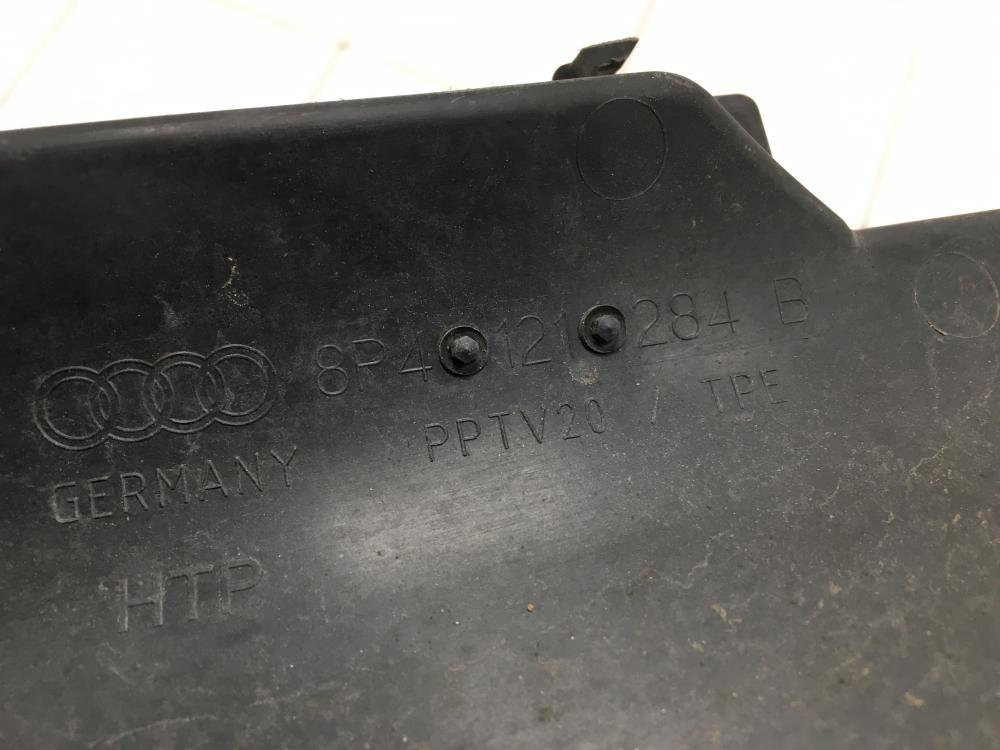 8P4 121 284 B
PPTV20 / TPE
GERMANY
HTP